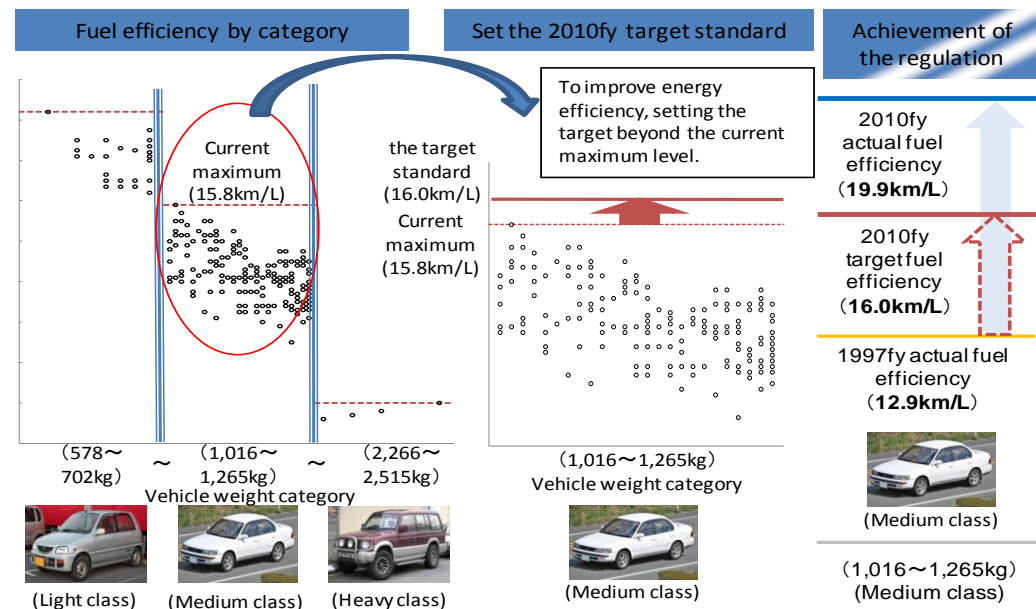 Fuel efficiency by category
Current
maximum
(15.8km/L)
(578～
702kg)
～
(1,016～
1,265kg)
～
(2,266～
2,515kg)
Vehicle weight category
(Light class)
(Medium class)
(Heavy class)
Set the 2010fy target standard
To improve energy
efficiency, setting the
target beyond the current
maximum level.
the target
standard
(16.0km/L)
Current
maximum
(15.8km/L)
(1,016～1,265kg)
Vehicle weight category
(Medium class)
Achievement of
the regulation
2010fy
actual fuel
efficiency
(19.9km/L)
2010fy
target fuel
efficiency
(16.0km/L)
1997fy actual fuel
efficiency
(12.9km/L)
(Medium class)
(1,016～1,265kg)
(Medium class)